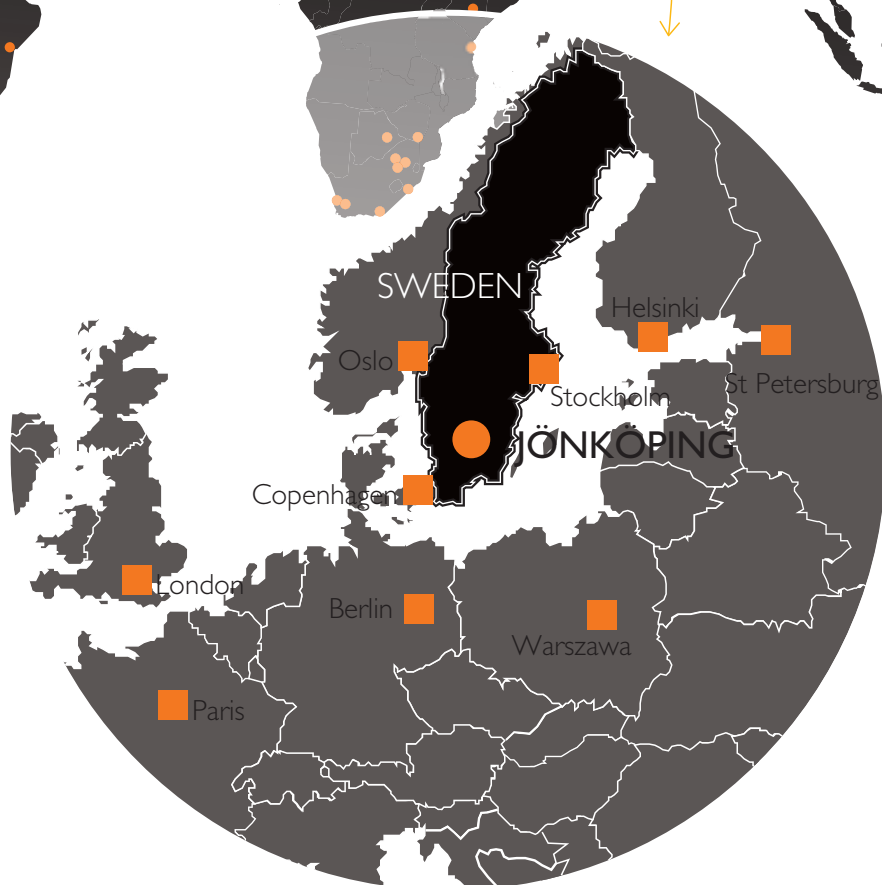 SWEDEN
Helsinki
Oslo
St Petersburg
Stockholm
JÖNKÖPING
Copenhagen
London
Berlin
Warszawa
Paris